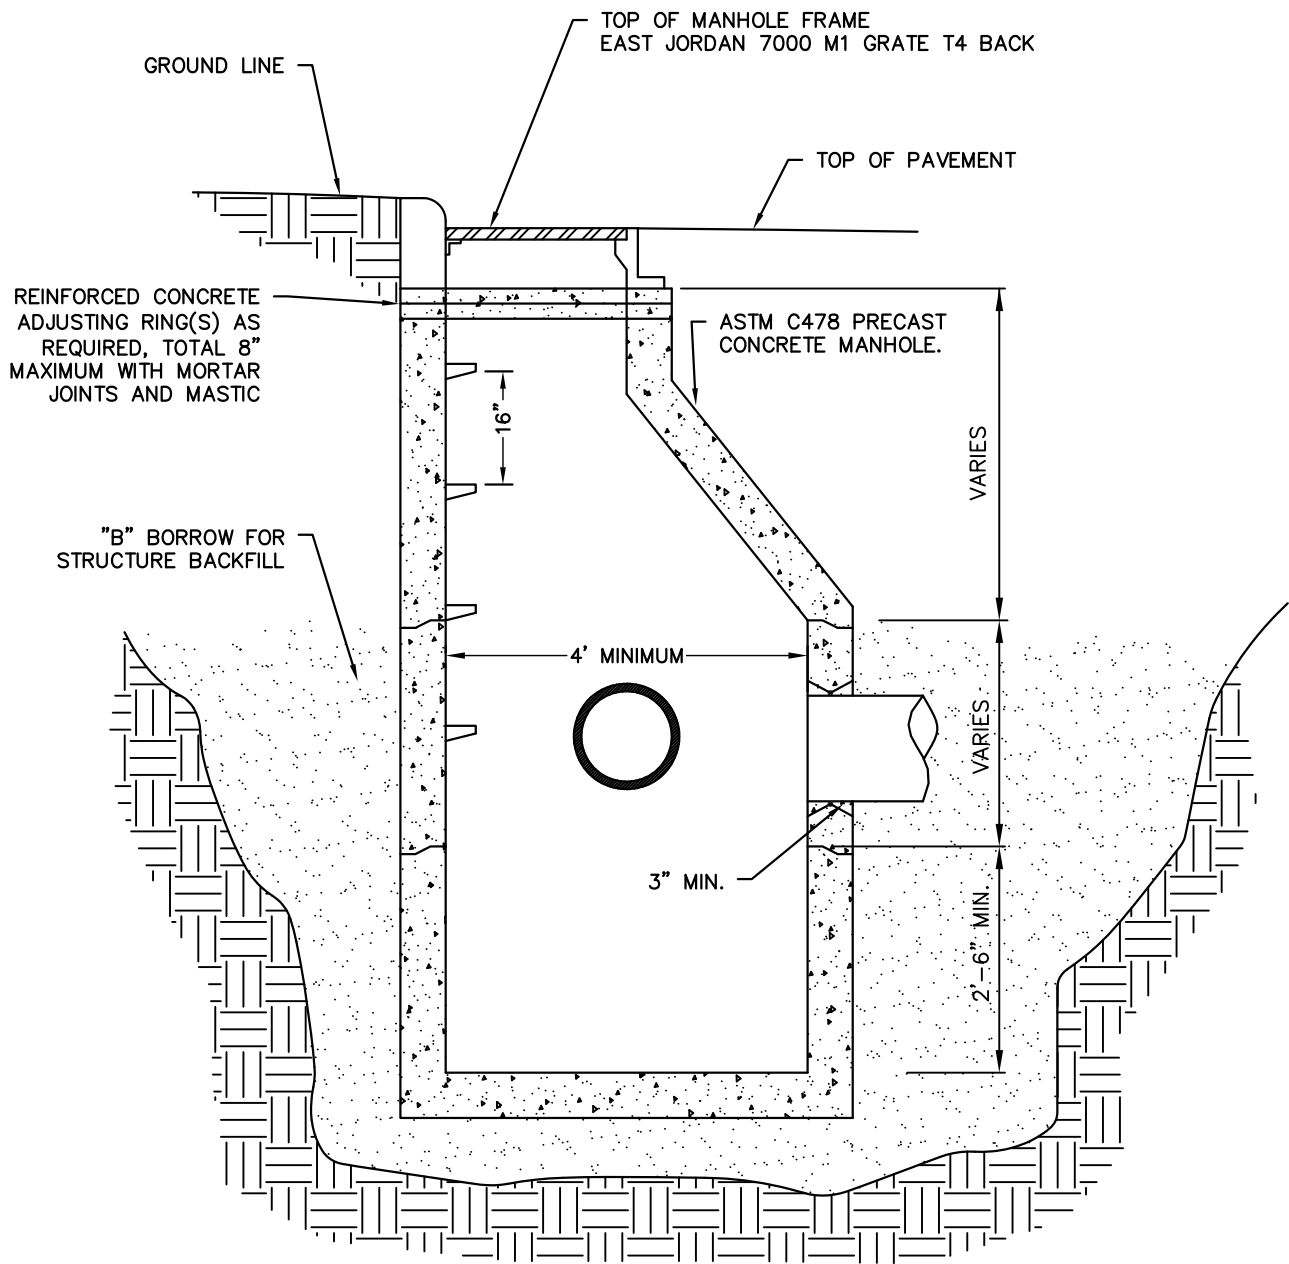 TOP OF MANHOLE FRAME
EAST JORDAN 7000 M1 GRATE T4 BACK
GROUND LINE
TOP OF PAVEMENT
REINFORCED CONCRETE
ADJUSTING RING(S) AS
REQUIRED, TOTAL 8"
MAXIMUM WITH MORTAR
JOINTS AND MASTIC
ASTM C478 PRECAST
CONCRETE MANHOLE.
16"
VARIES
"B" BORROW FOR
STRUCTURE BACKFILL
4' MINIMUM
VARIES
3" MIN.
2'-6" MIN.